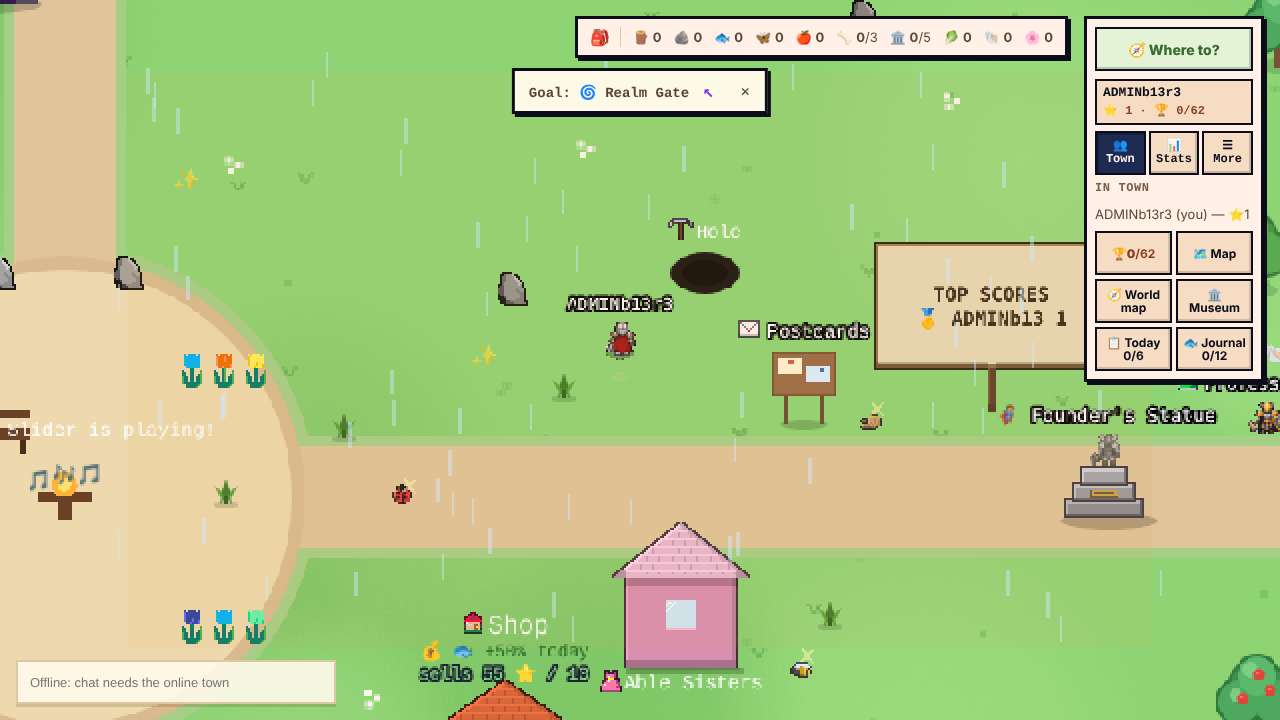 0 0 0 0 0 0/3 0/5 0 0 0
Where to?
Goal: Realm Gate ×
ADMINb13r3
1 · 0/62
Town Stats More
IN TOWN
ADMINb13r3 (you) — 1
0/62 Map
World map
Museum
Today 0/6
Journal 0/12
Hole
ADMINb13r3
Postcards
TOP SCORES
ADMINb13 1
Founder's Statue
Slider is playing!
Shop
+50% today
sells 55 / 10
Able Sisters
Offline: chat needs the online town